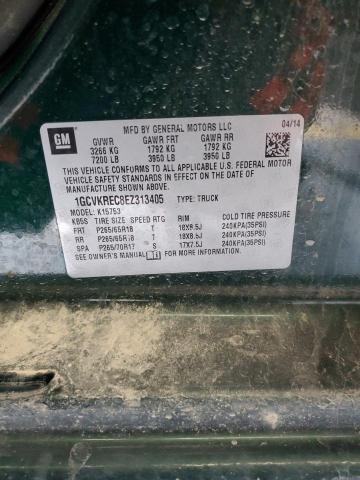 MFD BY GENERAL MOTORS LLC 04/14
GM
GVWR GAWR FRT GAWR RR
3266 KG 1792 KG 1792 KG
7200 LB 3950 LB 3950 LB
THIS VEHICLE CONFORMS TO ALL APPLICABLE U.S. FEDERAL MOTOR
VEHICLE SAFETY STANDARDS IN EFFECT ON THE DATE OF
MANUFACTURE SHOWN ABOVE.
1GCVKREC8EZ313405 TYPE: TRUCK
MODEL: K15753
K65S TIRE SIZE SPEED RTG RIM COLD TIRE PRESSURE
FRT P265/65R18 T 18X8.5J 240KPA(35PSI)
RR P265/65R18 T 18X8.5J 240KPA(35PSI)
SPA P265/70R17 S 17X7.5J 240KPA(35PSI)
SEE OWNER'S MANUAL FOR MORE INFORMATION.